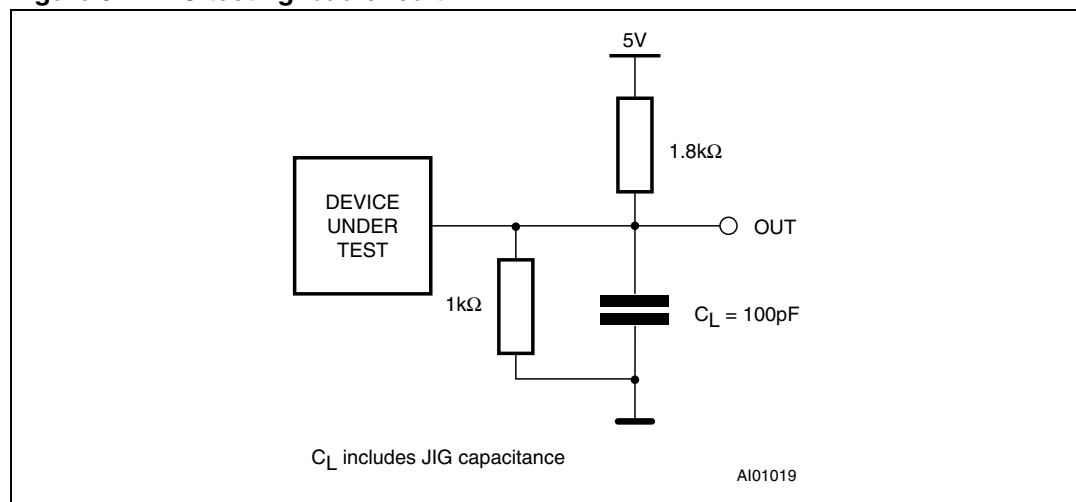 5V
1.8kΩ
DEVICE
UNDER
TEST
OUT
1kΩ
CL = 100pF
CL includes JIG capacitance
AI01019